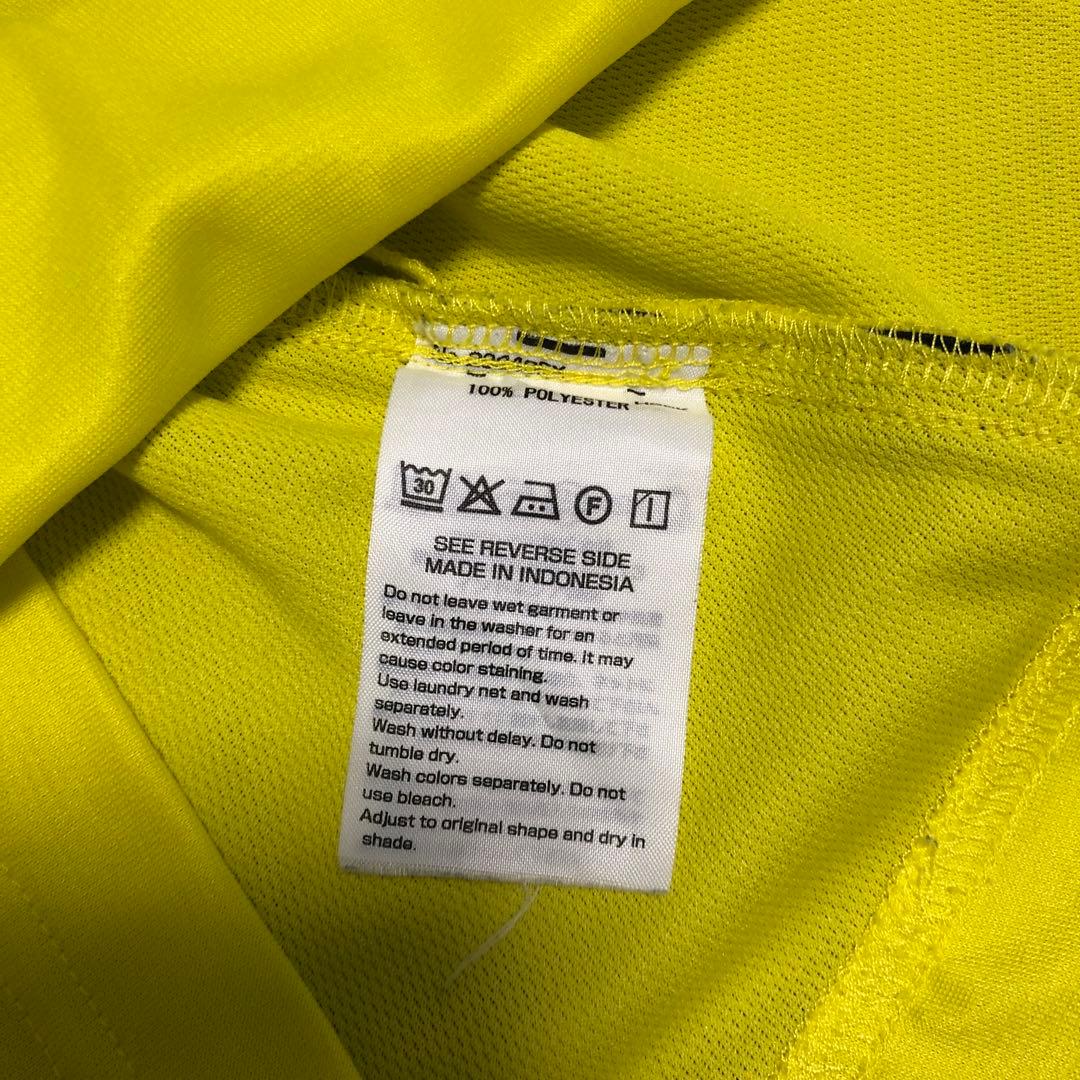 100% POLYESTER
30
F
SEE REVERSE SIDE
MADE IN INDONESIA
Do not leave wet garment or
leave in the washer for an
extended period of time. It may
cause color staining.
Use laundry net and wash
separately.
Wash without delay. Do not
tumble dry.
Wash colors separately. Do not
use bleach.
Adjust to original shape and dry in
shade.